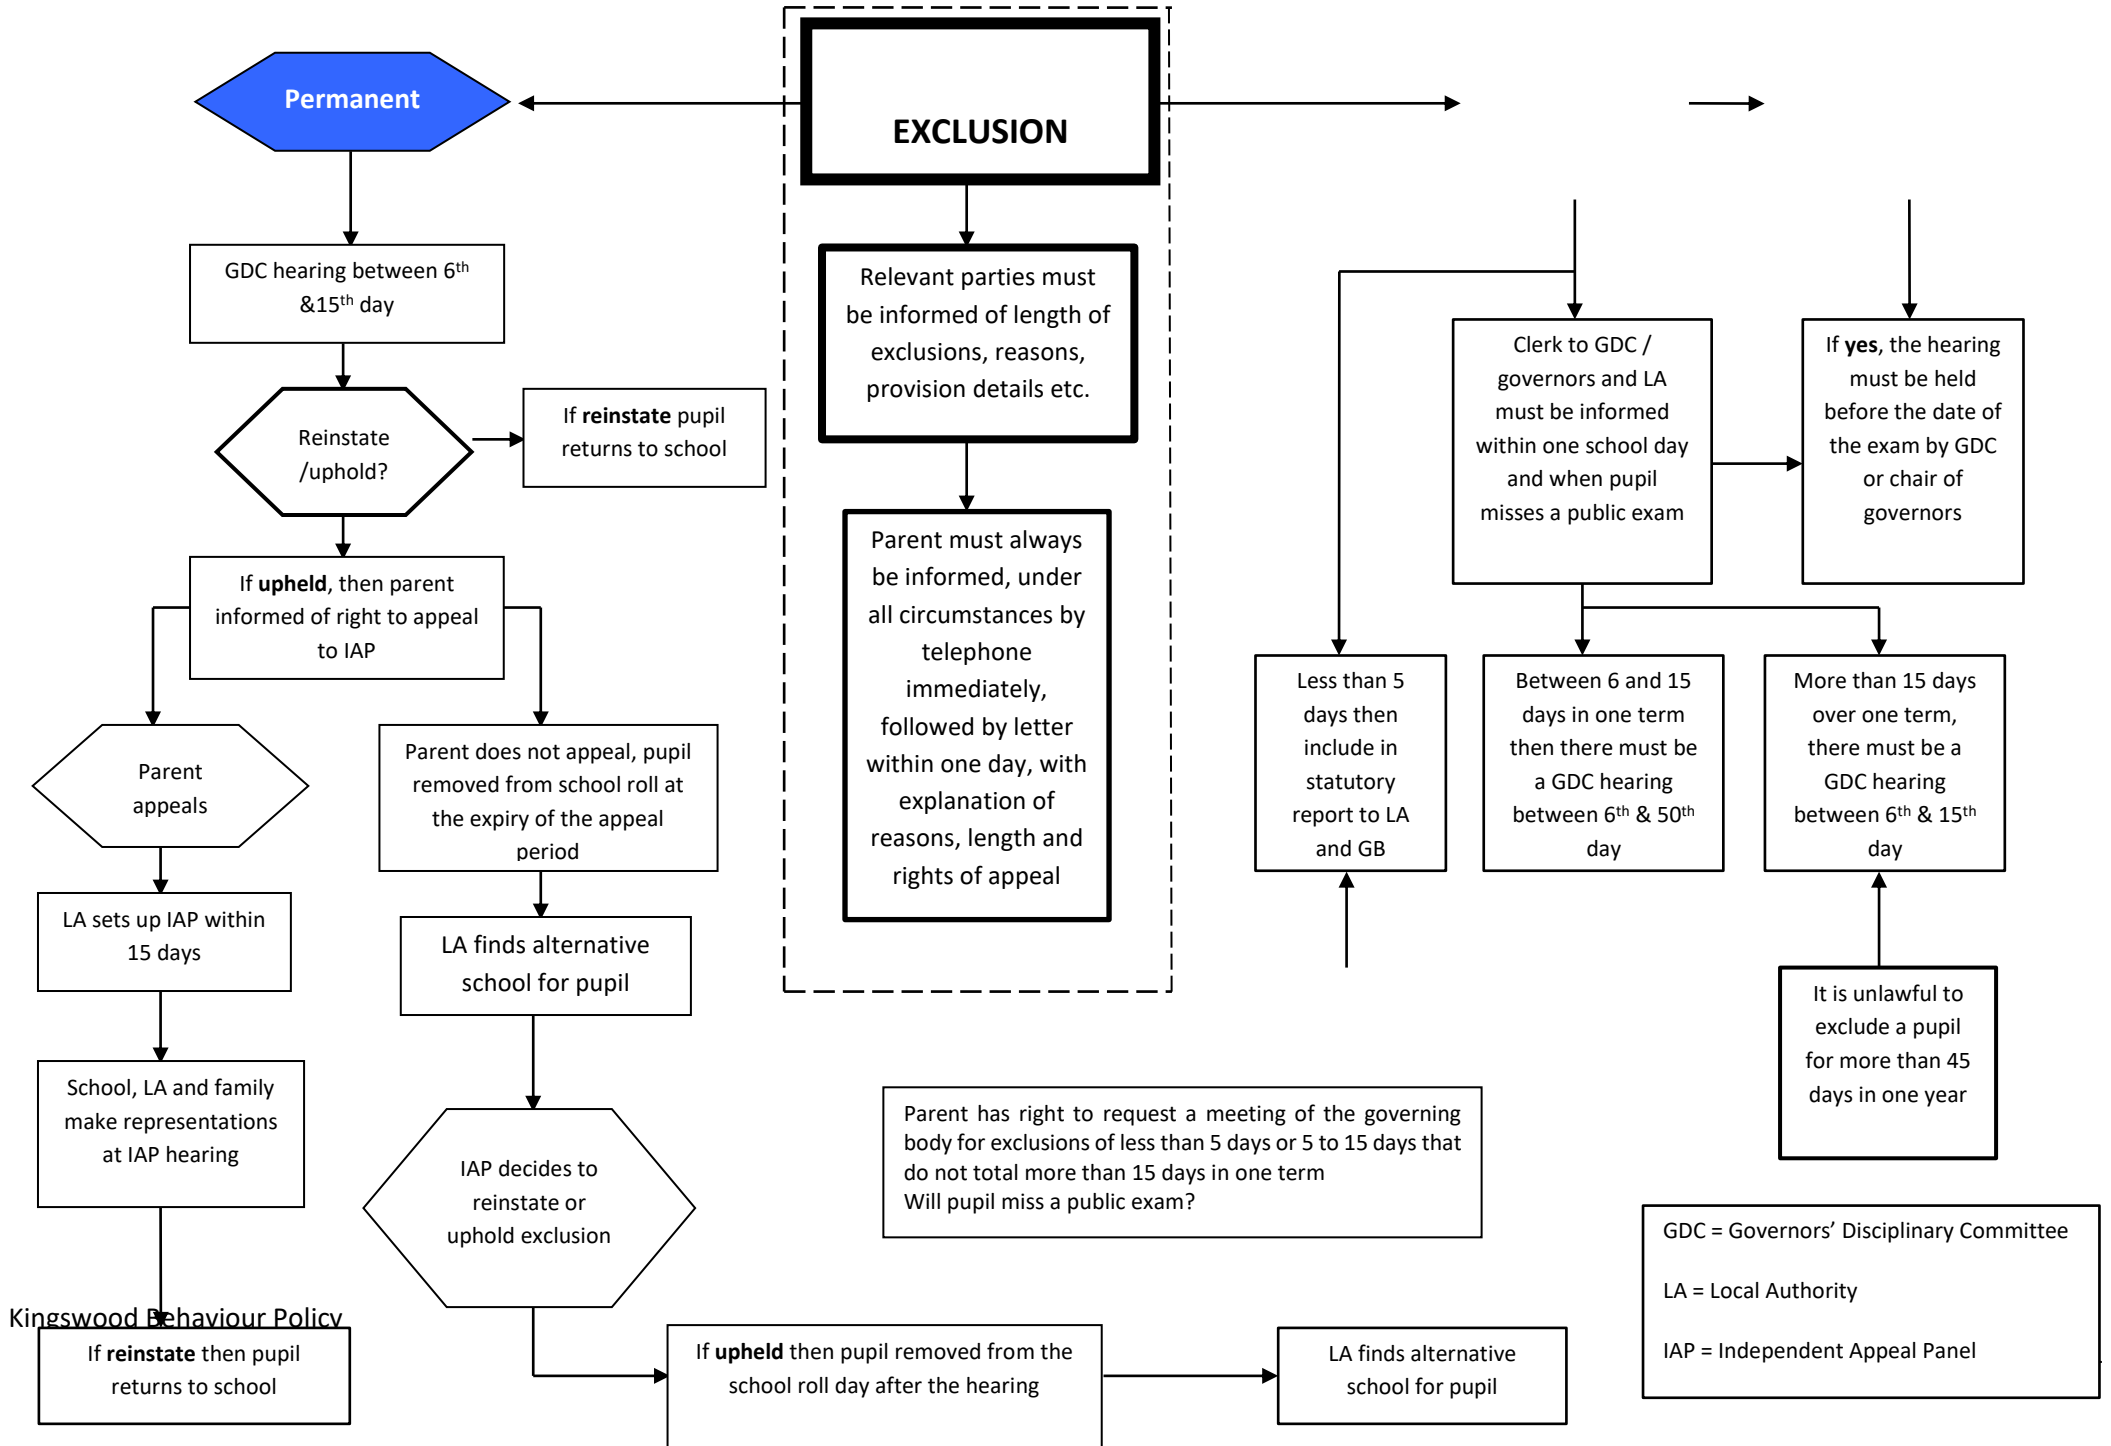 Permanent
EXCLUSION
GDC hearing between 6th
&15th day
Reinstate
/uphold?
If reinstate pupil
returns to school
If upheld, then parent
informed of right to appeal
to IAP
Parent
appeals
Parent does not appeal, pupil
removed from school roll at
the expiry of the appeal
period
LA sets up IAP within
15 days
LA finds alternative
school for pupil
School, LA and family
make representations
at IAP hearing
IAP decides to
reinstate or
uphold exclusion
Kingswood Behaviour Policy
If reinstate then pupil
returns to school
If upheld then pupil removed from the
school roll day after the hearing
LA finds alternative
school for pupil
Relevant parties must
be informed of length of
exclusions, reasons,
provision details etc.
Parent must always
be informed, under
all circumstances by
telephone
immediately,
followed by letter
within one day, with
explanation of
reasons, length and
rights of appeal
Clerk to GDC /
governors and LA
must be informed
within one school day
and when pupil
misses a public exam
If yes, the hearing
must be held
before the date of
the exam by GDC
or chair of
governors
Less than 5
days then
include in
statutory
report to LA
and GB
Between 6 and 15
days in one term
then there must be
a GDC hearing
between 6th & 50th
day
More than 15 days
over one term,
there must be a
GDC hearing
between 6th & 15th
day
It is unlawful to
exclude a pupil
for more than 45
days in one year
Parent has right to request a meeting of the governing
body for exclusions of less than 5 days or 5 to 15 days that
do not total more than 15 days in one term
Will pupil miss a public exam?
GDC = Governors’ Disciplinary Committee
LA = Local Authority
IAP = Independent Appeal Panel